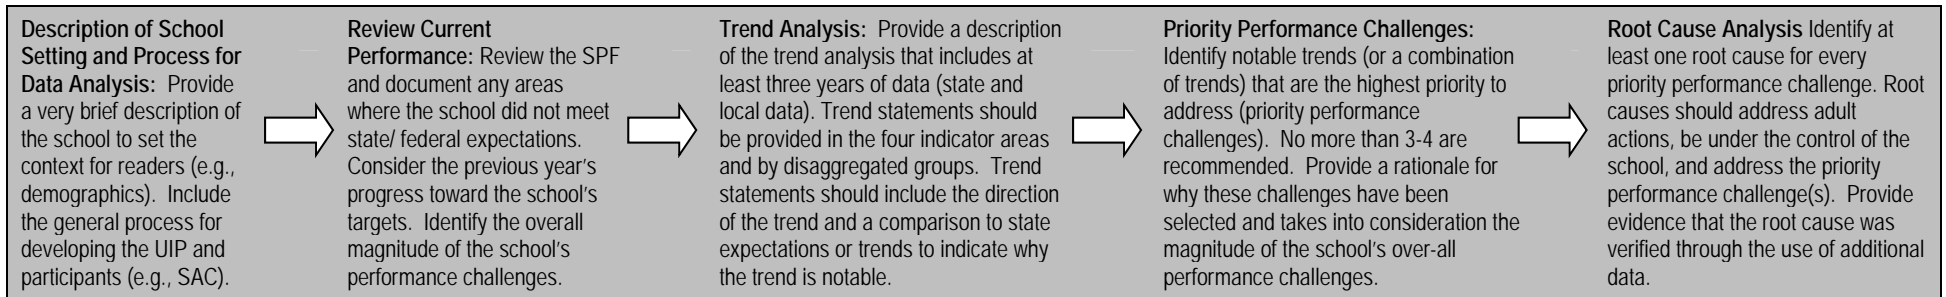 Description of School
Setting and Process for
Data Analysis:  Provide
a very brief description of
the school to set the
context for readers (e.g.,
demographics).  Include
the general process for
developing the UIP and
participants (e.g., SAC).
Review Current
Performance: Review the SPF
and document any areas
where the school did not meet
state/ federal expectations.
Consider the previous year's
progress toward the school's
targets.  Identify the overall
magnitude of the school's
performance challenges.
Trend Analysis:  Provide a description
of the trend analysis that includes at
least three years of data (state and
local data). Trend statements should
be provided in the four indicator areas
and by disaggregated groups.  Trend
statements should include the direction
of the trend and a comparison to state
expectations or trends to indicate why
the trend is notable.
Priority Performance Challenges:
Identify notable trends (or a combination
of trends) that are the highest priority to
address (priority performance
challenges).  No more than 3-4 are
recommended.  Provide a rationale for
why these challenges have been
selected and takes into consideration the
magnitude of the school's over-all
performance challenges.
Root Cause Analysis Identify at
least one root cause for every
priority performance challenge. Root
causes should address adult
actions, be under the control of the
school, and address the priority
performance challenge(s).  Provide
evidence that the root cause was
verified through the use of additional
data.